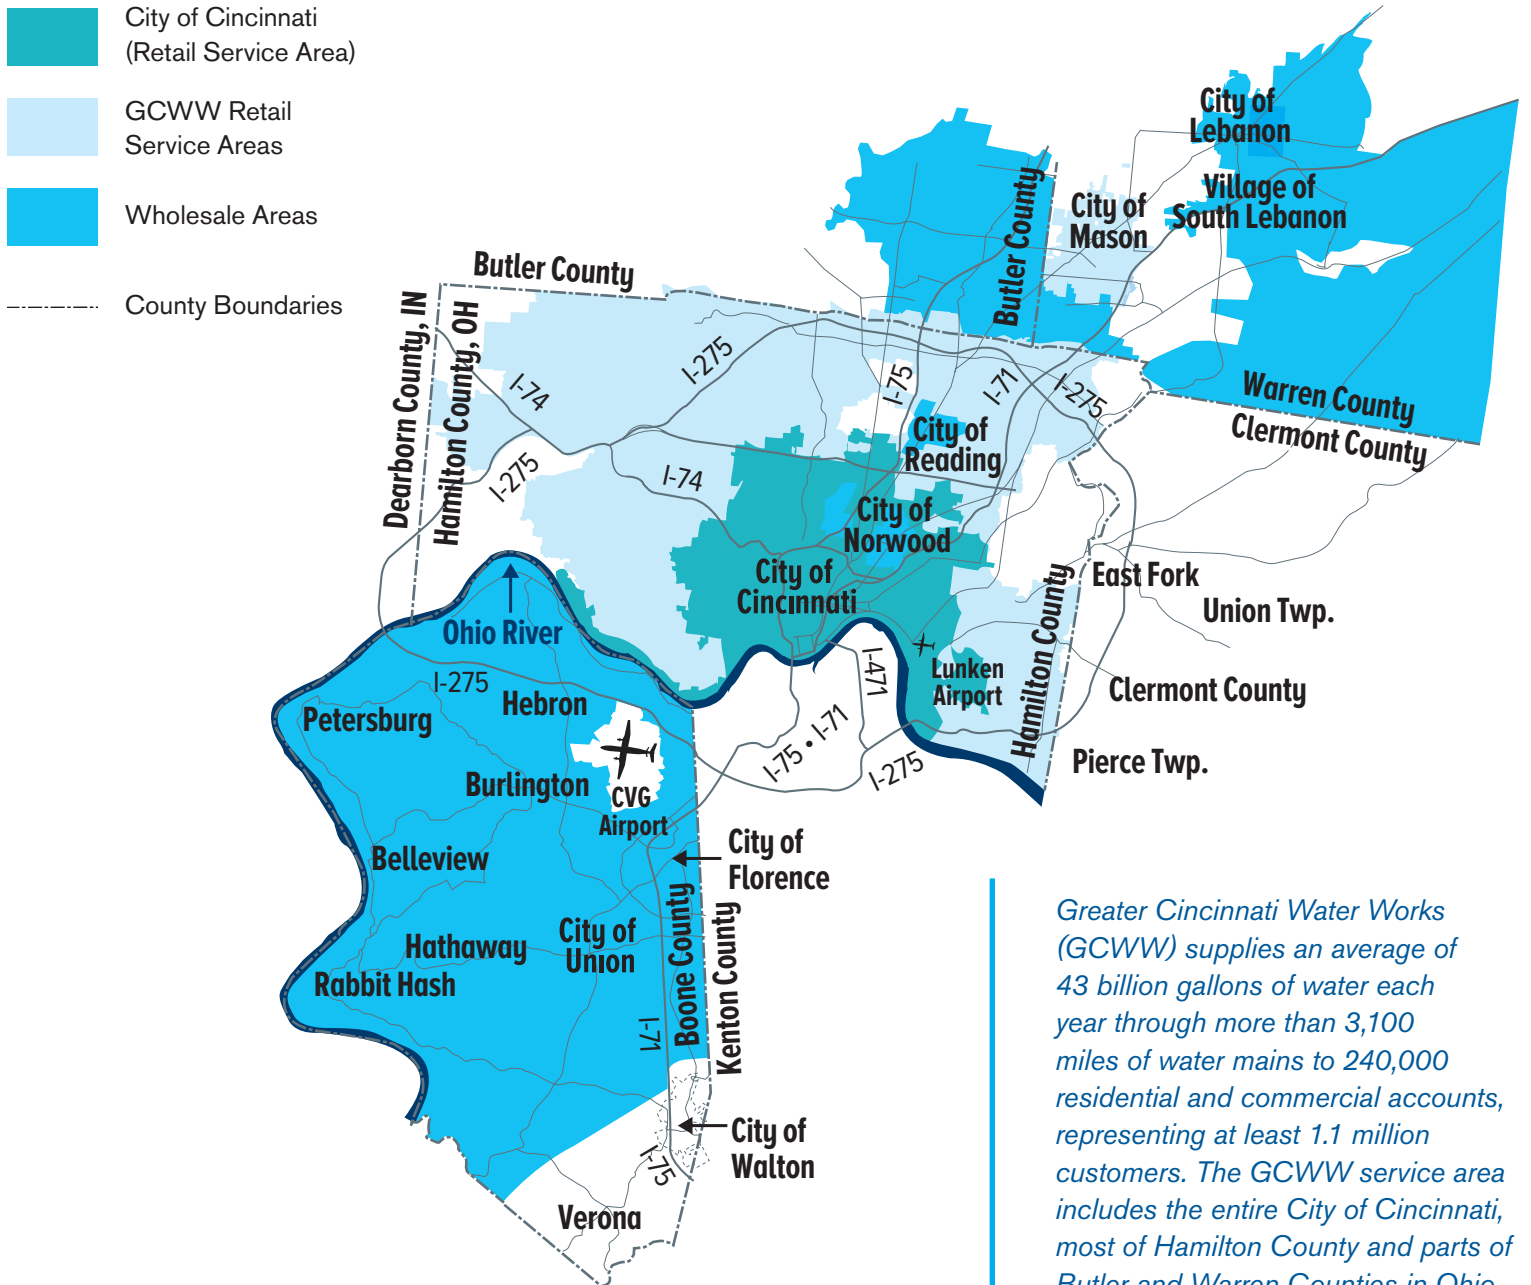 City of Cincinnati
(Retail Service Area)
GCWW Retail
Service Areas
Wholesale Areas
County Boundaries
City of
Lebanon
Village of
South Lebanon
City of
Mason
Butler County
Butler County
Dearborn County, IN
Hamilton County, OH
I-74
I-275
I-75
I-71
I-275
Warren County
Clermont County
City of
Reading
I-275
I-74
City of
Norwood
City of
Cincinnati
East Fork
Union Twp.
Hamilton County
Ohio River
I-471
Lunken
Airport
Clermont County
I-275
Hebron
Petersburg
I-75 • I-71
I-275
Pierce Twp.
Burlington
CVG
Airport
City of
Florence
Belleview
Boone County
Kenton County
Hathaway
City of
Union
Rabbit Hash
I-71
City of
Walton
I-75
Verona
Greater Cincinnati Water Works
(GCWW) supplies an average of
43 billion gallons of water each
year through more than 3,100
miles of water mains to 240,000
residential and commercial accounts,
representing at least 1.1 million
customers. The GCWW service area
includes the entire City of Cincinnati,
most of Hamilton County and parts of
Butler and Warren Counties in Ohio